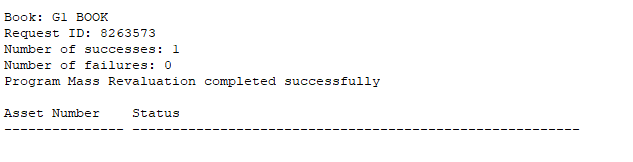 Book: G1 BOOK
Request ID: 8263573
Number of successes: 1
Number of failures: 0
Program Mass Revaluation completed successfully
Asset Number    Status
--------------- --------------------------------------------------------